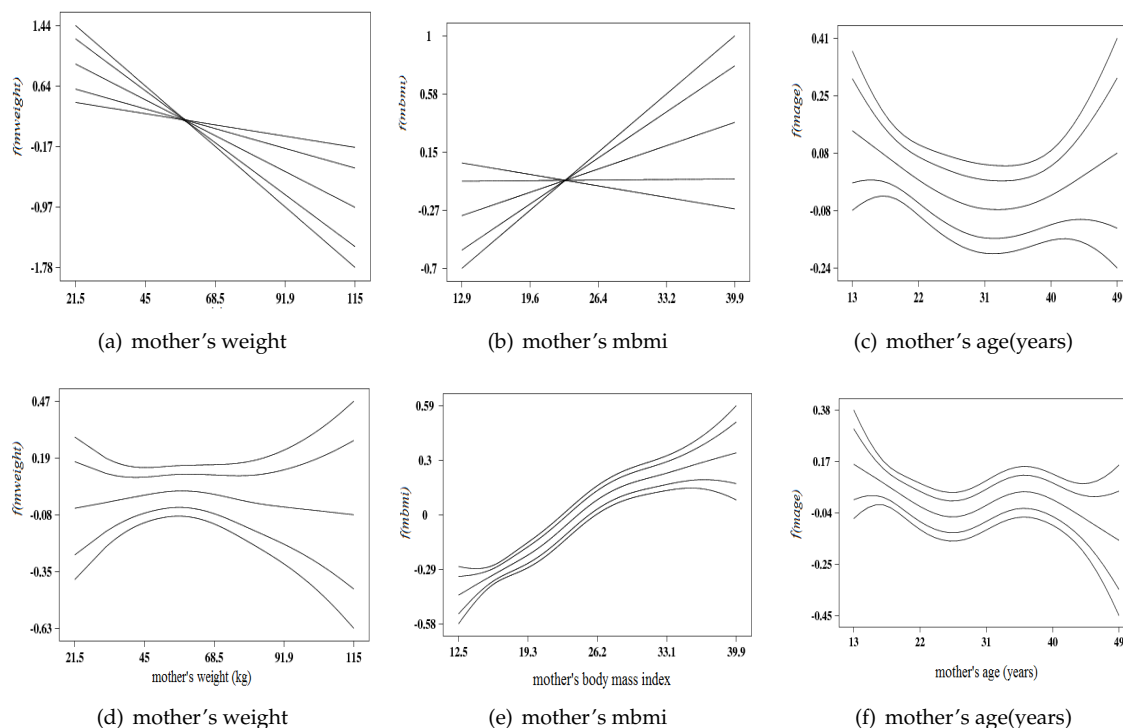 1.44
0.64
-0.17
-0.97
-1.78
f(mweight)
21.5 45 68.5 91.9 115
(a) mother's weight
1
0.58
0.15
-0.27
-0.7
f(mbmi)
12.9 19.6 26.4 33.2 39.9
(b) mother's mbmi
0.41
0.25
0.08
-0.08
-0.24
f(mage)
13 22 31 40 49
(c) mother's age(years)
0.47
0.19
-0.08
-0.35
-0.63
f(mweight)
21.5 45 68.5 91.9 115
mother's weight (kg)
(d) mother's weight
0.59
0.3
0
-0.29
-0.58
f(mbmi)
12.5 19.3 26.2 33.1 39.9
mother's body mass index
(e) mother's mbmi
0.38
0.17
-0.04
-0.25
-0.45
f(mage)
13 22 31 40 49
mother's age (years)
(f) mother's age(years)